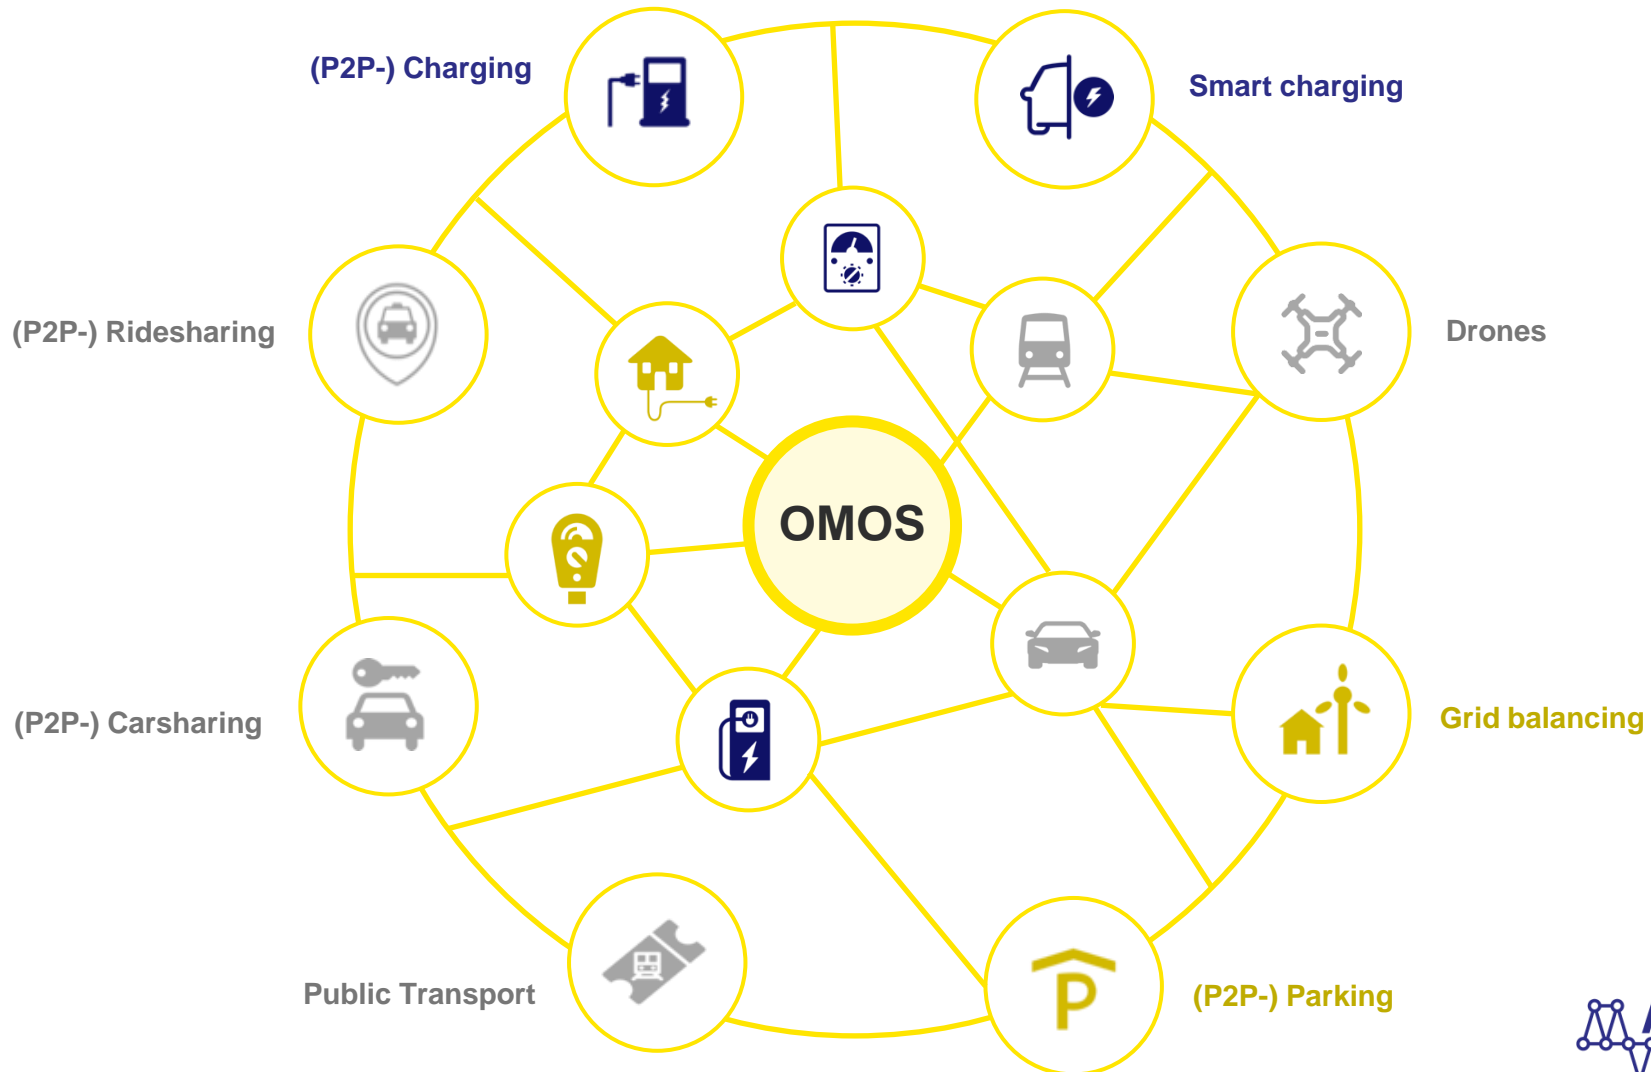 (P2P-) Charging
Smart charging
(P2P-) Ridesharing
Drones
OMOS
(P2P-) Carsharing
Grid balancing
Public Transport
(P2P-) Parking
P